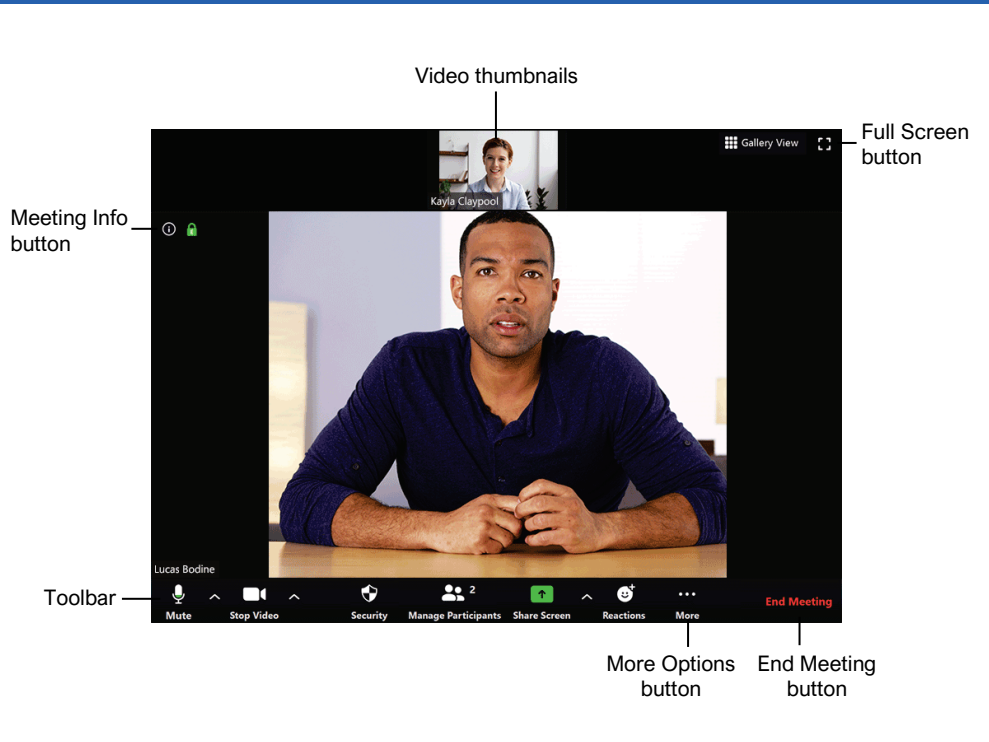 Video thumbnails
Full Screen
button
Gallery View
Kayla Claypool
Meeting Info
button
Lucas Bodine
Toolbar
2
Mute
Stop Video
Security
Manage Participants
Share Screen
Reactions
More
End Meeting
More Options
button
End Meeting
button